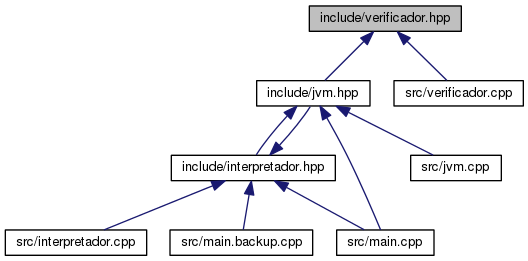 include/verificador.hpp
include/jvm.hpp
src/verificador.cpp
include/interpretador.hpp
src/jvm.cpp
src/interpretador.cpp
src/main.backup.cpp
src/main.cpp